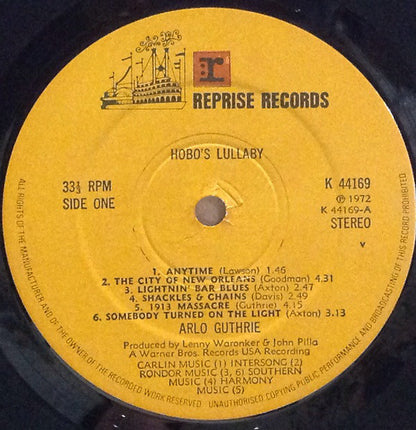 r:
REPRISE RECORDS
HOBO'S LULLABY
33⅓ RPM
SIDE ONE
K 44169
℗ 1972
K 44169-A
STEREO
v
1. ANYTIME (Lawson) 1.46
2. THE CITY OF NEW ORLEANS (Goodman) 4.31
3. LIGHTNIN' BAR BLUES (Axton) 2.47
4. SHACKLES & CHAINS (Davis) 2.49
5. 1913 MASSACRE (Guthrie) 4.15
6. SOMEBODY TURNED ON THE LIGHT (Axton) 3.13
ARLO GUTHRIE
Produced by Lenny Waronker & John Pilla
A Warner Bros. Records USA Recording
CARLIN MUSIC (1) INTERSONG (2)
RONDOR MUSIC (3, 6) SOUTHERN
MUSIC (4) HARMONY
MUSIC (5)
ALL RIGHTS OF THE MANUFACTURER AND OF THE OWNER OF THE RECORDED WORK RESERVED. UNAUTHORISED COPYING PUBLIC PERFORMANCE AND BROADCASTING OF THIS RECORD PROHIBITED.